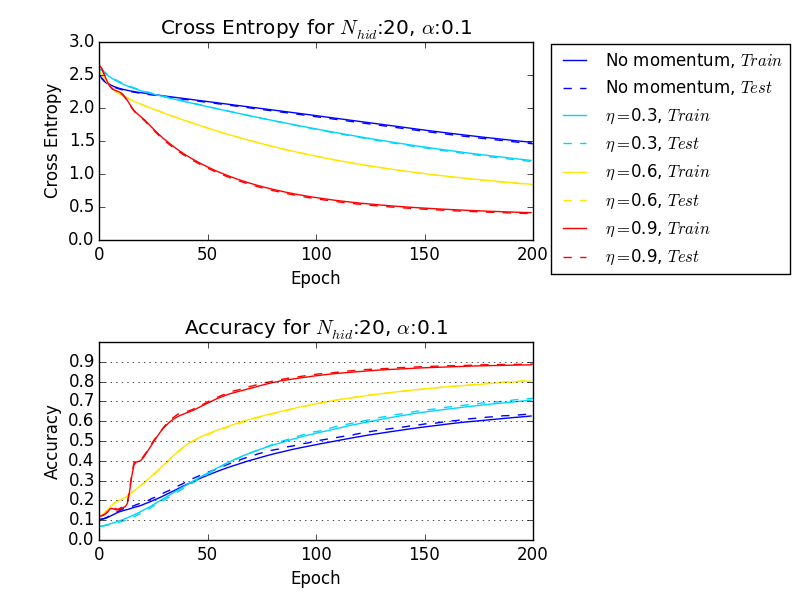 Cross Entropy for N_hid:20, α:0.1
3.0
2.5
2.0
1.5
1.0
0.5
0.0
Cross Entropy
0 50 100 150 200
Epoch
No momentum, Train
No momentum, Test
η=0.3, Train
η=0.3, Test
η=0.6, Train
η=0.6, Test
η=0.9, Train
η=0.9, Test
Accuracy for N_hid:20, α:0.1
0.9
0.8
0.7
0.6
0.5
0.4
0.3
0.2
0.1
0.0
Accuracy
0 50 100 150 200
Epoch